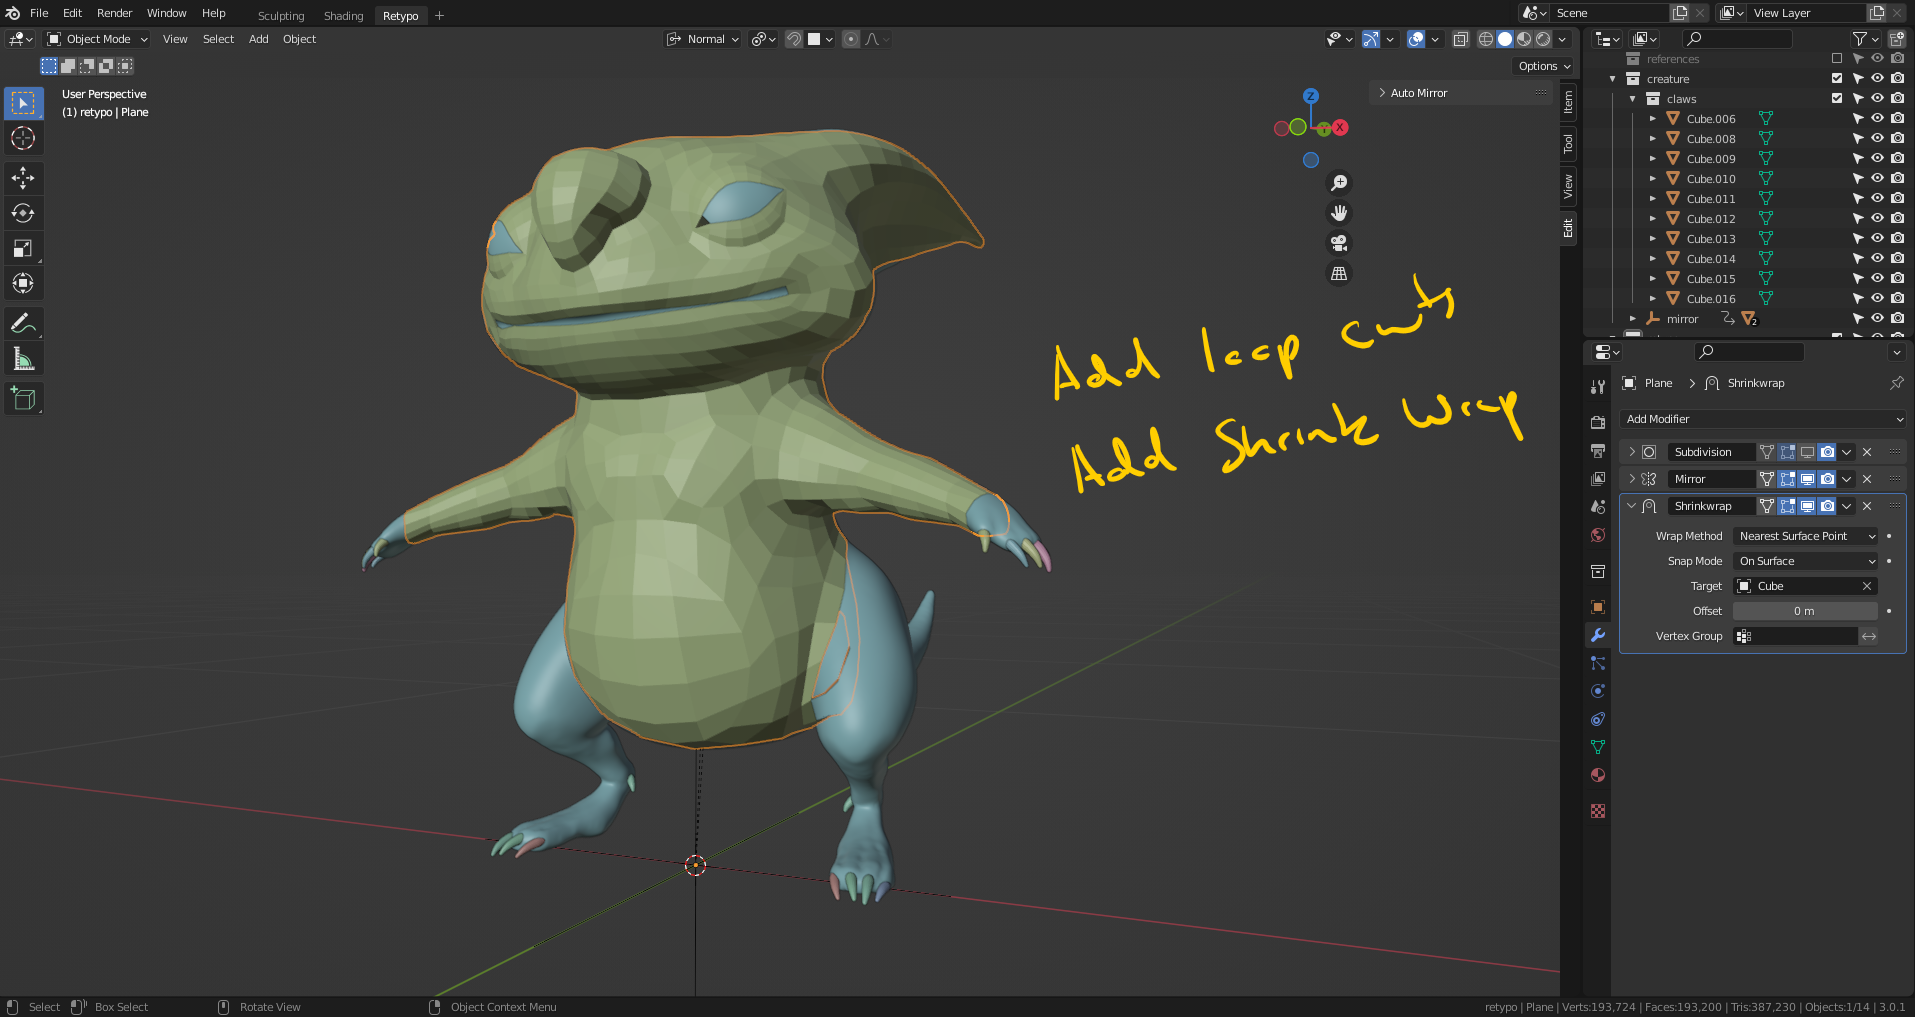 File Edit Render Window Help Sculpting Shading Retypo + Scene View Layer
Object Mode View Select Add Object Normal
Options
User Perspective
(1) retypo | Plane
Auto Mirror
Z
X
Y
Item
Tool
View
Edit
Add loop cuts
Add Shrink Wrap
references
creature
claws
Cube.006
Cube.008
Cube.009
Cube.010
Cube.011
Cube.012
Cube.013
Cube.014
Cube.015
Cube.016
mirror 2
Plane > Shrinkwrap
Add Modifier
Subdivision
Mirror
Shrinkwrap
Wrap Method Nearest Surface Point
Snap Mode On Surface
Target Cube
Offset 0 m
Vertex Group
Select Box Select Rotate View Object Context Menu retypo | Plane | Verts:193,724 | Faces:193,200 | Tris:387,230 | Objects:1/14 | 3.0.1